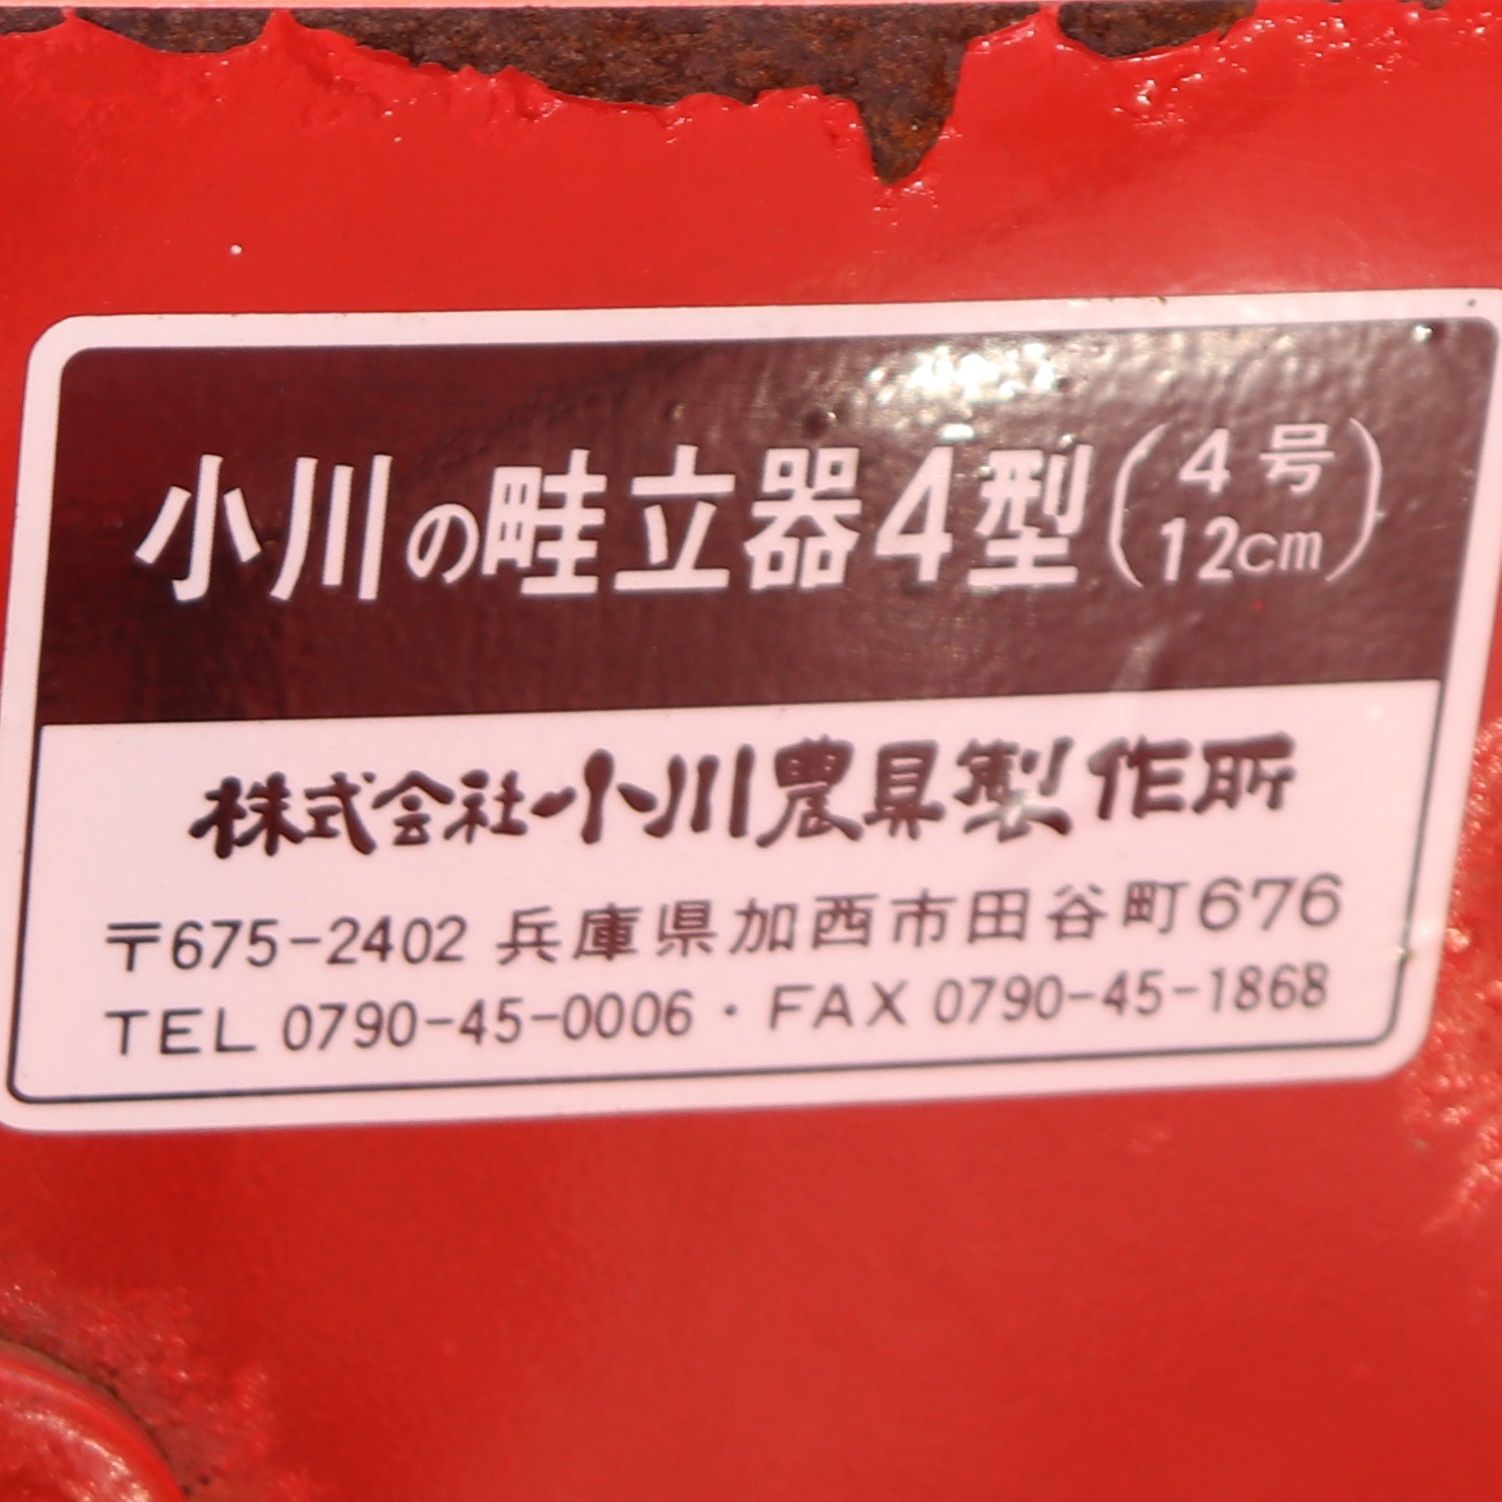 小川の畦立器4型(4号 12cm)
株式会社小川農具製作所
〒675-2402 兵庫県加西市田谷町676
TEL 0790-45-0006・FAX 0790-45-1868